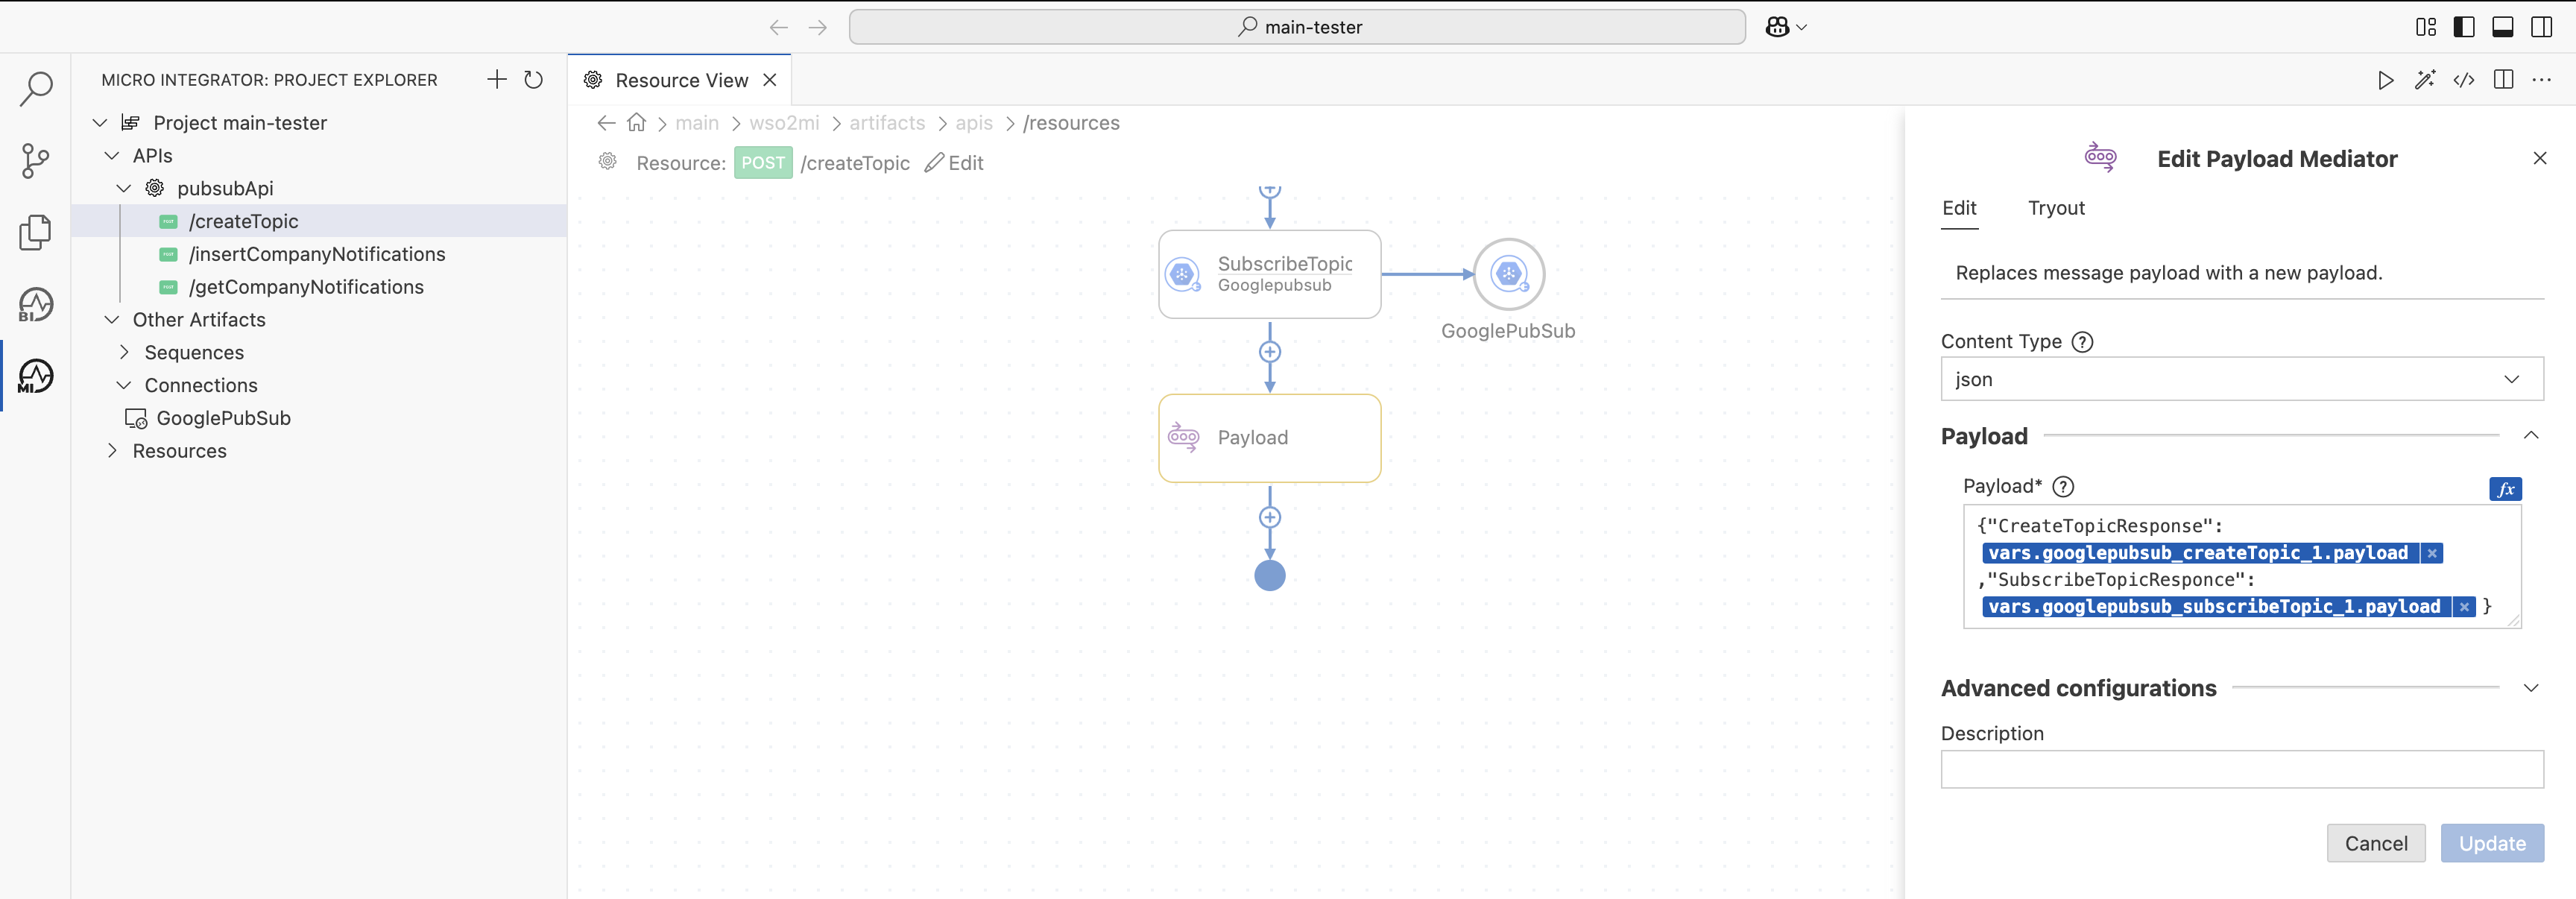 main-tester
MICRO INTEGRATOR: PROJECT EXPLORER
Resource View
Project main-tester
APIs
pubsubApi
/createTopic
/insertCompanyNotifications
/getCompanyNotifications
Other Artifacts
Sequences
Connections
GooglePubSub
Resources
BI
MI
main > wso2mi > artifacts > apis > /resources
Resource: POST /createTopic Edit
SubscribeTopic
Googlepubsub
GooglePubSub
Payload
Edit Payload Mediator
Edit Tryout
Replaces message payload with a new payload.
Content Type ?
json
Payload
Payload* ?
fx
{"CreateTopicResponse":
vars.googlepubsub_createTopic_1.payload ×
,"SubscribeTopicResponce":
vars.googlepubsub_subscribeTopic_1.payload × }
Advanced configurations
Description
Cancel Update